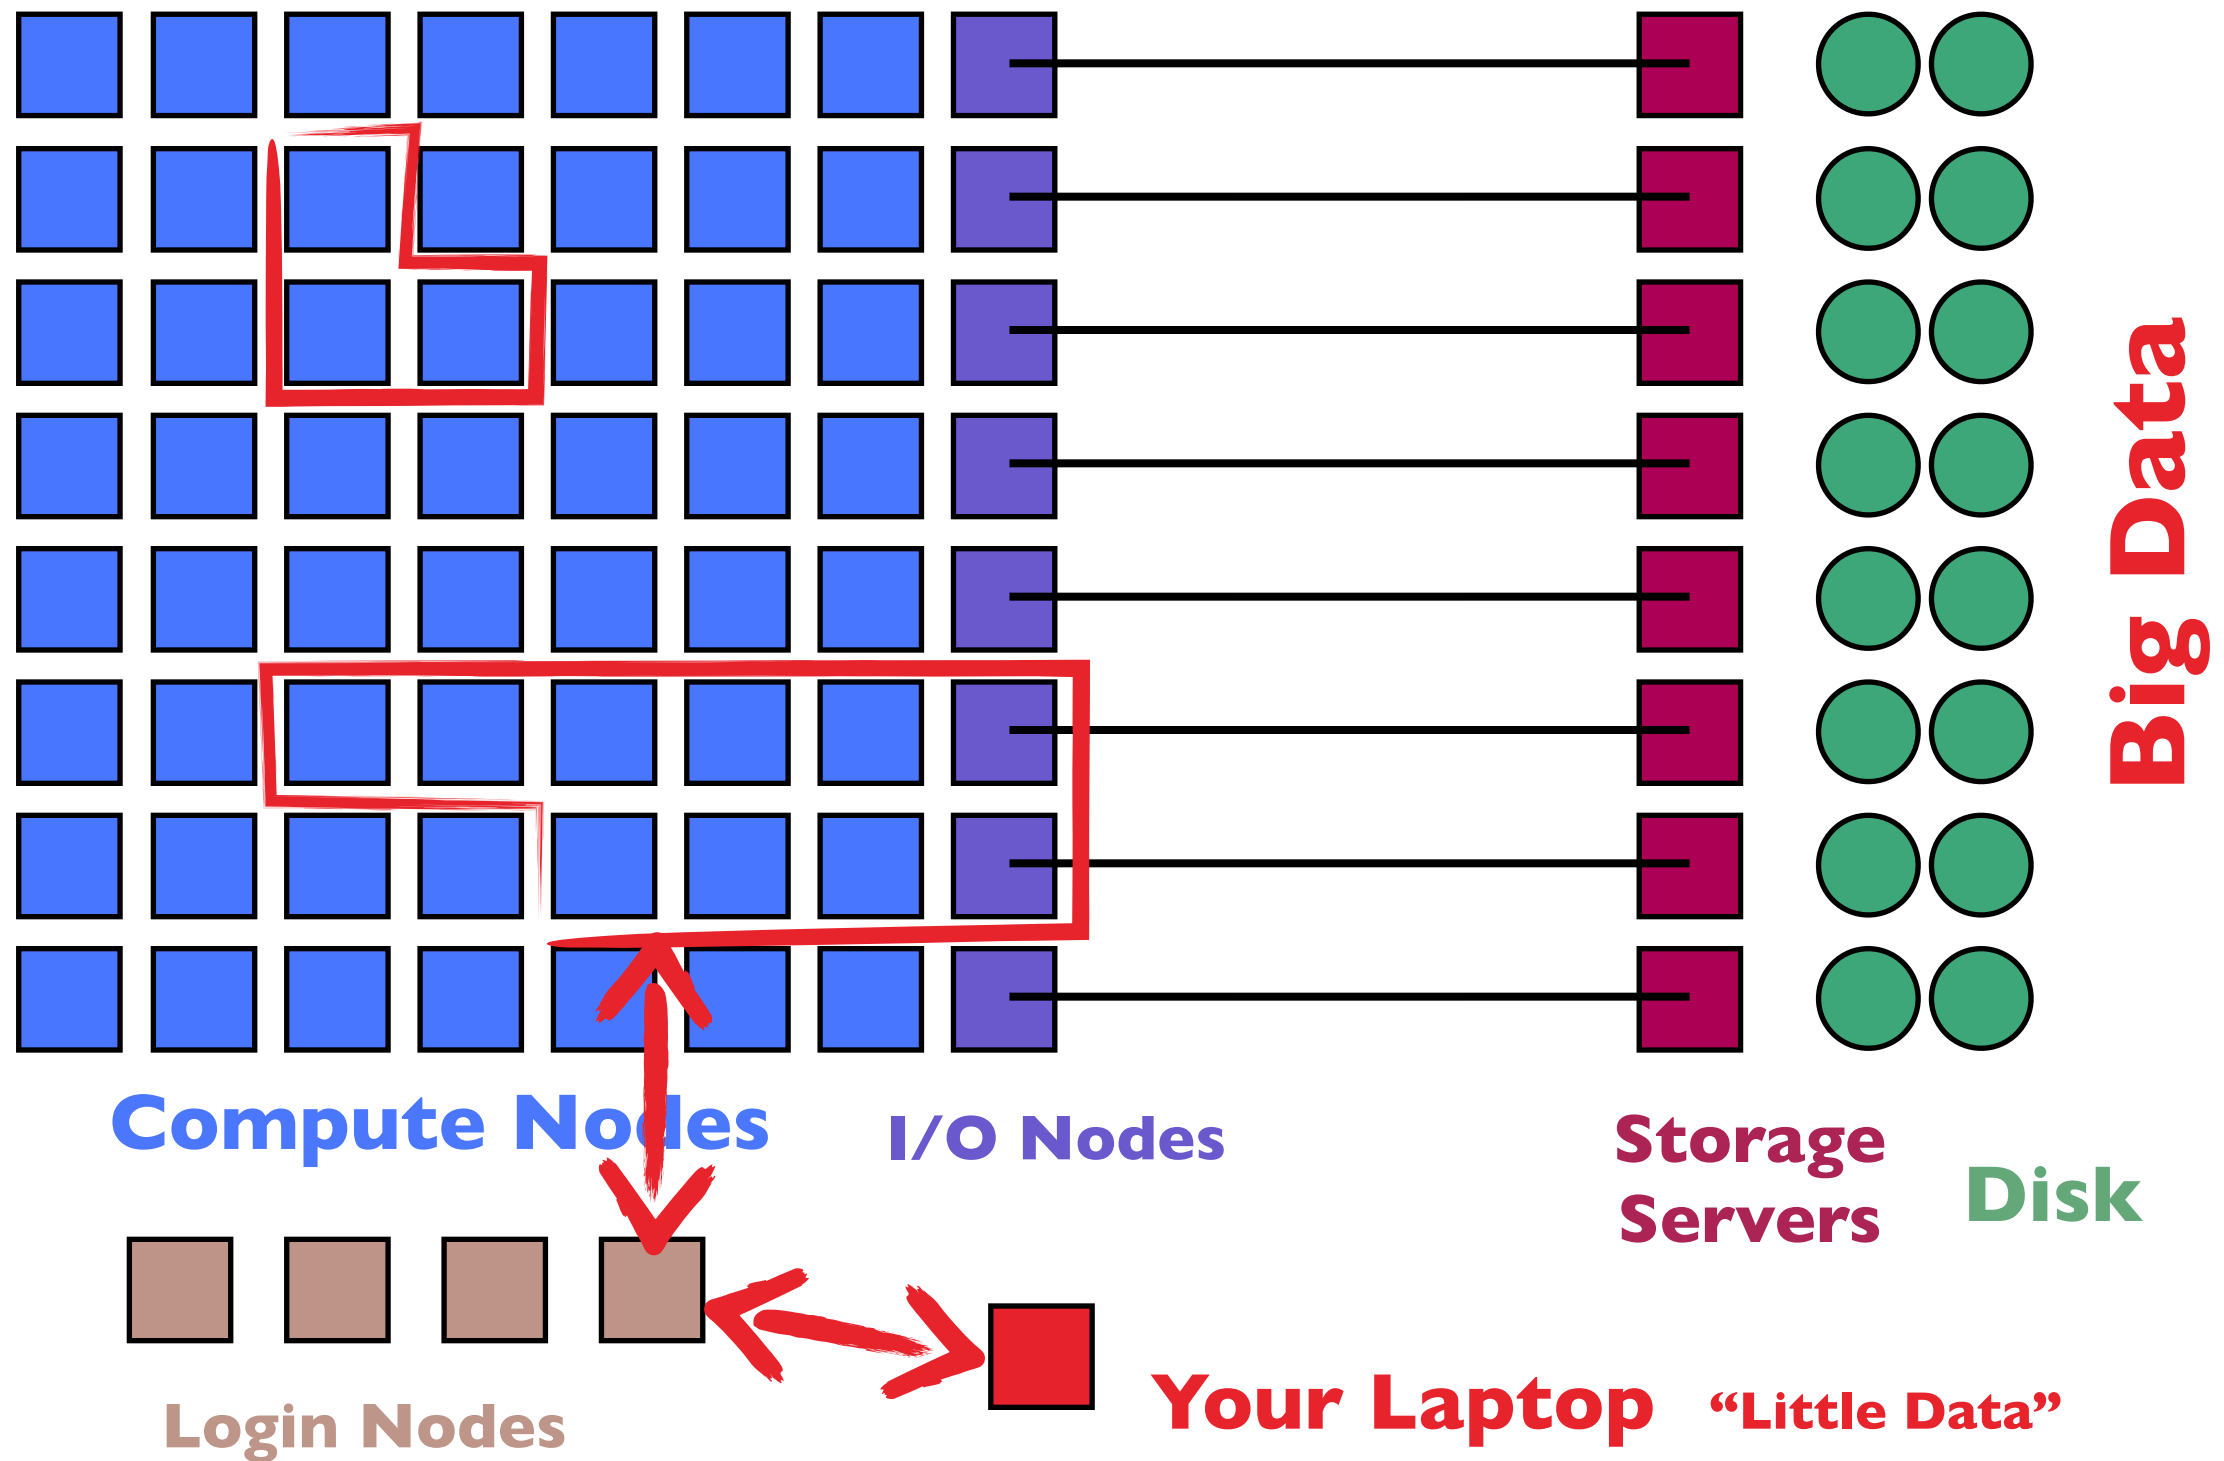 Big Data
Compute Nodes
I/O Nodes
Storage
Servers
Disk
Login Nodes
Your Laptop
“Little Data”